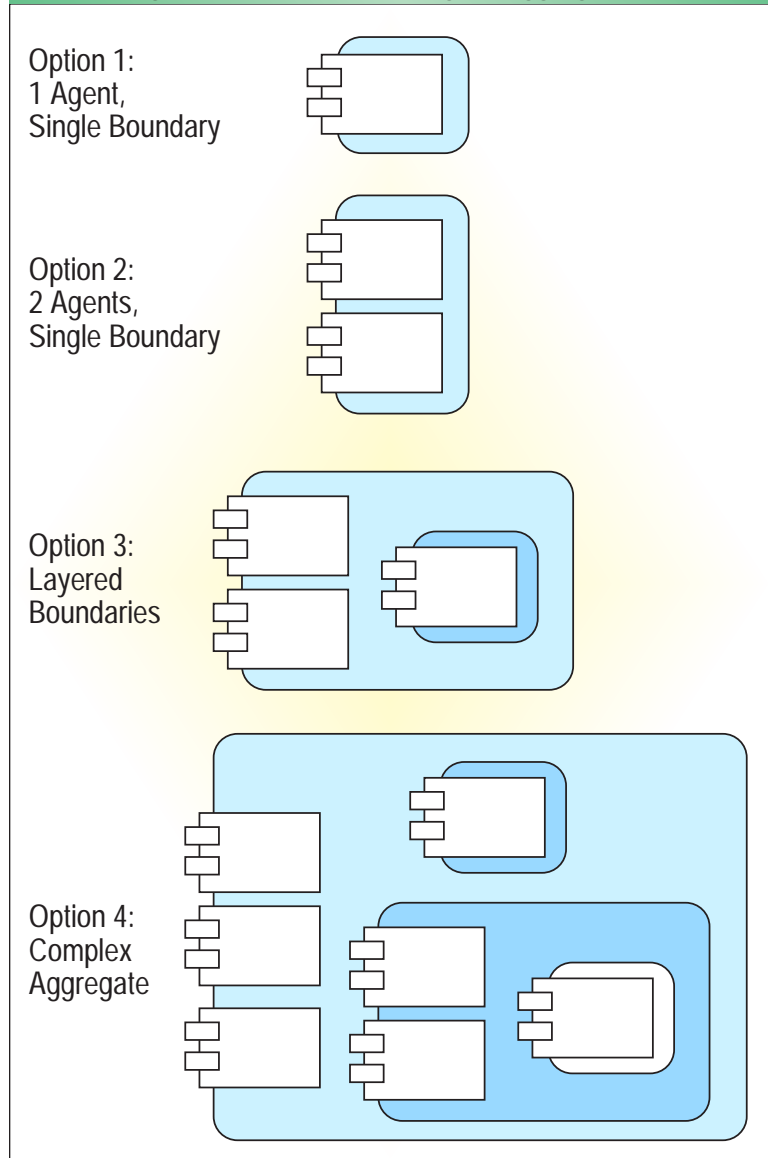 Option 1:
1 Agent,
Single Boundary
Option 2:
2 Agents,
Single Boundary
Option 3:
Layered
Boundaries
Option 4:
Complex
Aggregate